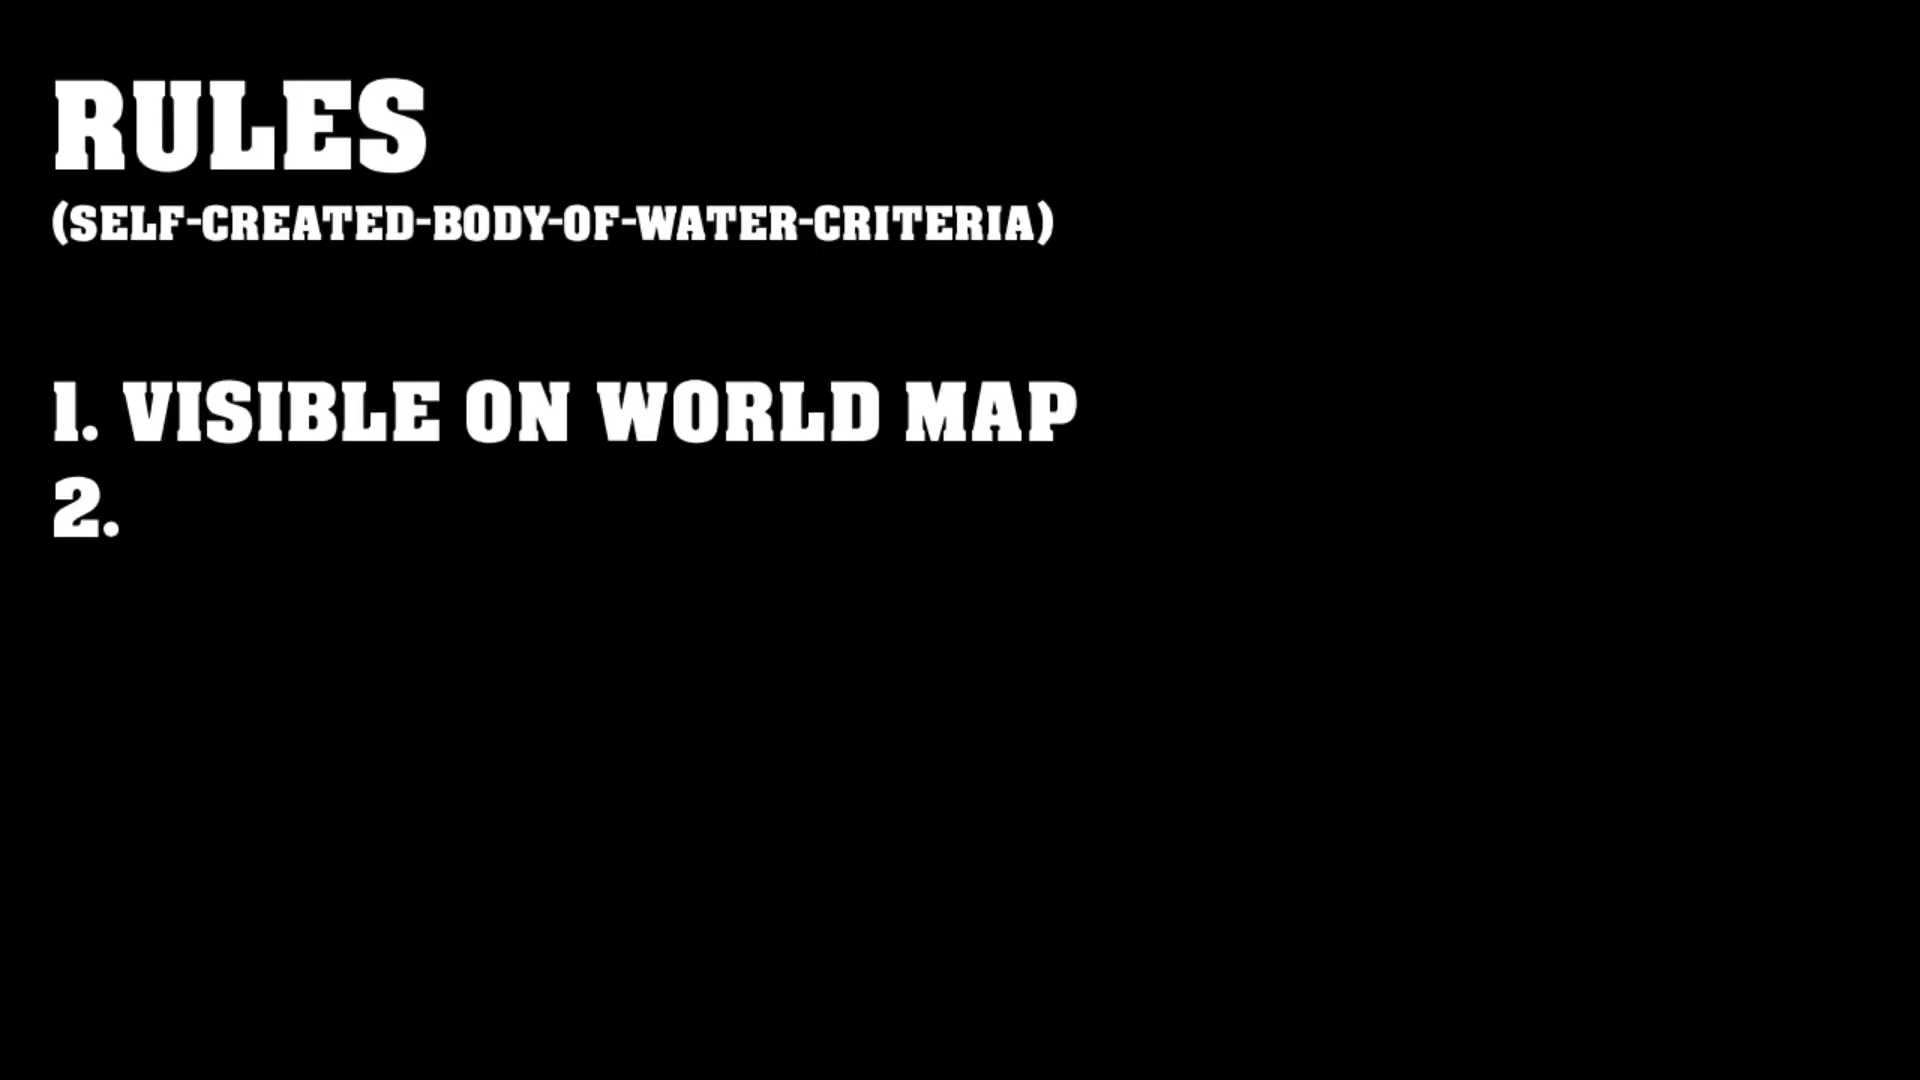 RULES
(SELF-CREATED-BODY-OF-WATER-CRITERIA)
1. VISIBLE ON WORLD MAP
2.